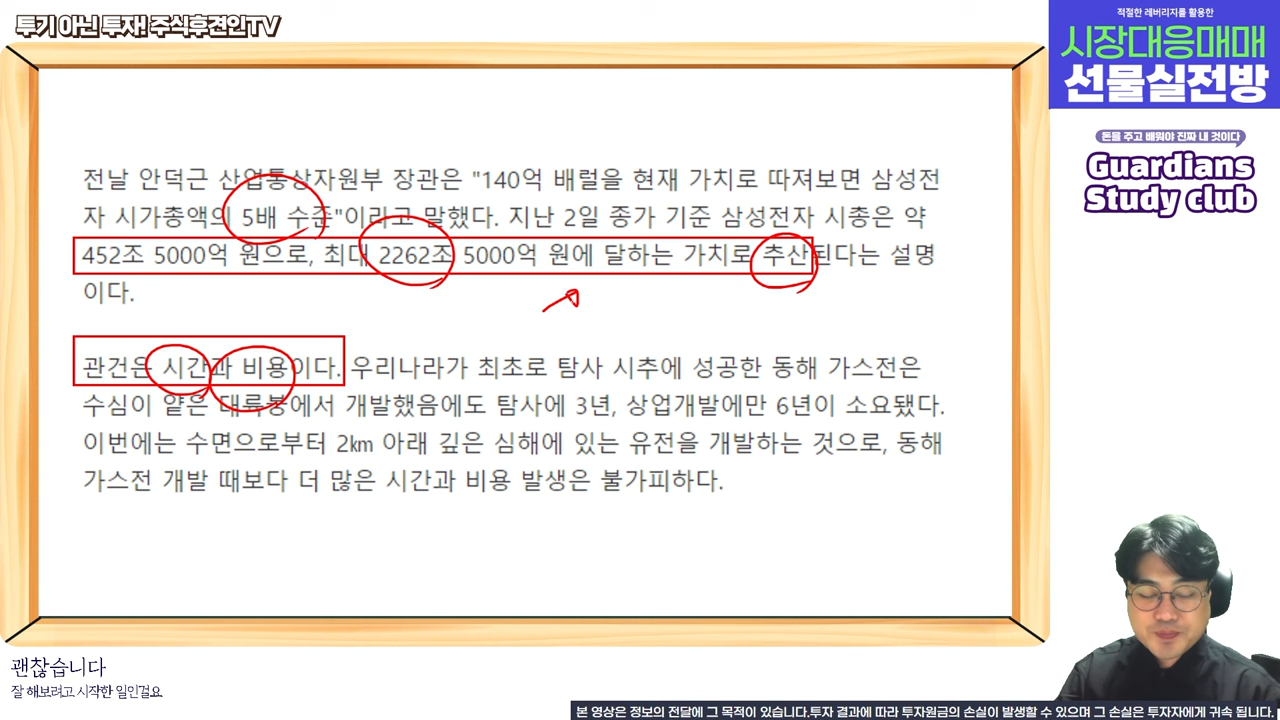 투기 아닌 투재! 주식후견인TV
적절한 레버리지를 활용한
시장대응매매
선물실전방
돈을 주고 배워야 진짜 내 것이다
Guardians
Study club
전날 안덕근 산업통상자원부 장관은 "140억 배럴을 현재 가치로 따져보면 삼성전
자 시가총액의 5배 수준"이라고 말했다. 지난 2일 종가 기준 삼성전자 시총은 약
452조 5000억 원으로, 최대 2262조 5000억 원에 달하는 가치로 추산된다는 설명
이다.
관건은 시간과 비용이다. 우리나라가 최초로 탐사 시추에 성공한 동해 가스전은
수심이 얕은 대륙붕에서 개발했음에도 탐사에 3년, 상업개발에만 6년이 소요됐다.
이번에는 수면으로부터 2㎞ 아래 깊은 심해에 있는 유전을 개발하는 것으로, 동해
가스전 개발 때보다 더 많은 시간과 비용 발생은 불가피하다.
괜찮습니다
잘 해보려고 시작한 일인걸요
본 영상은 정보의 전달에 그 목적이 있습니다.투자 결과에 따라 투자원금의 손실이 발생할 수 있으며 그 손실은 투자자에게 귀속 됩니다.